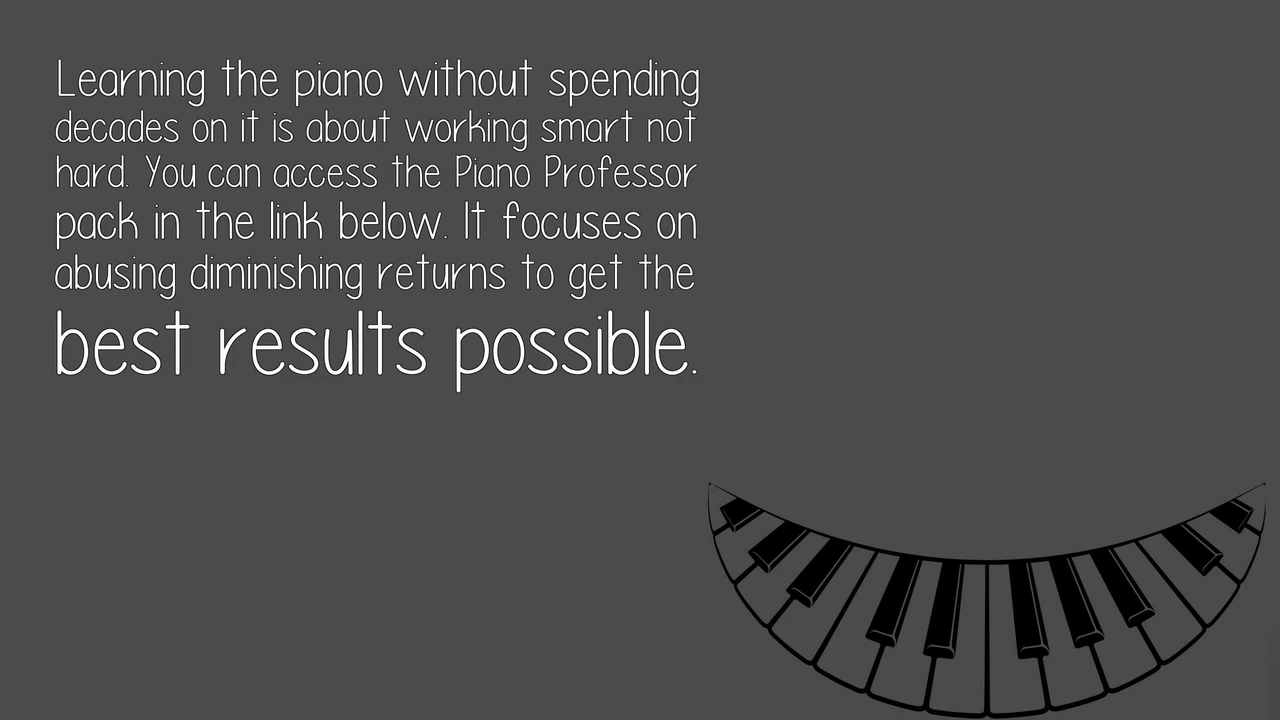 Learning the piano without spending
decades on it is about working smart not
hard. You can access the Piano Professor
pack in the link below. It focuses on
abusing diminishing returns to get the
best results possible.